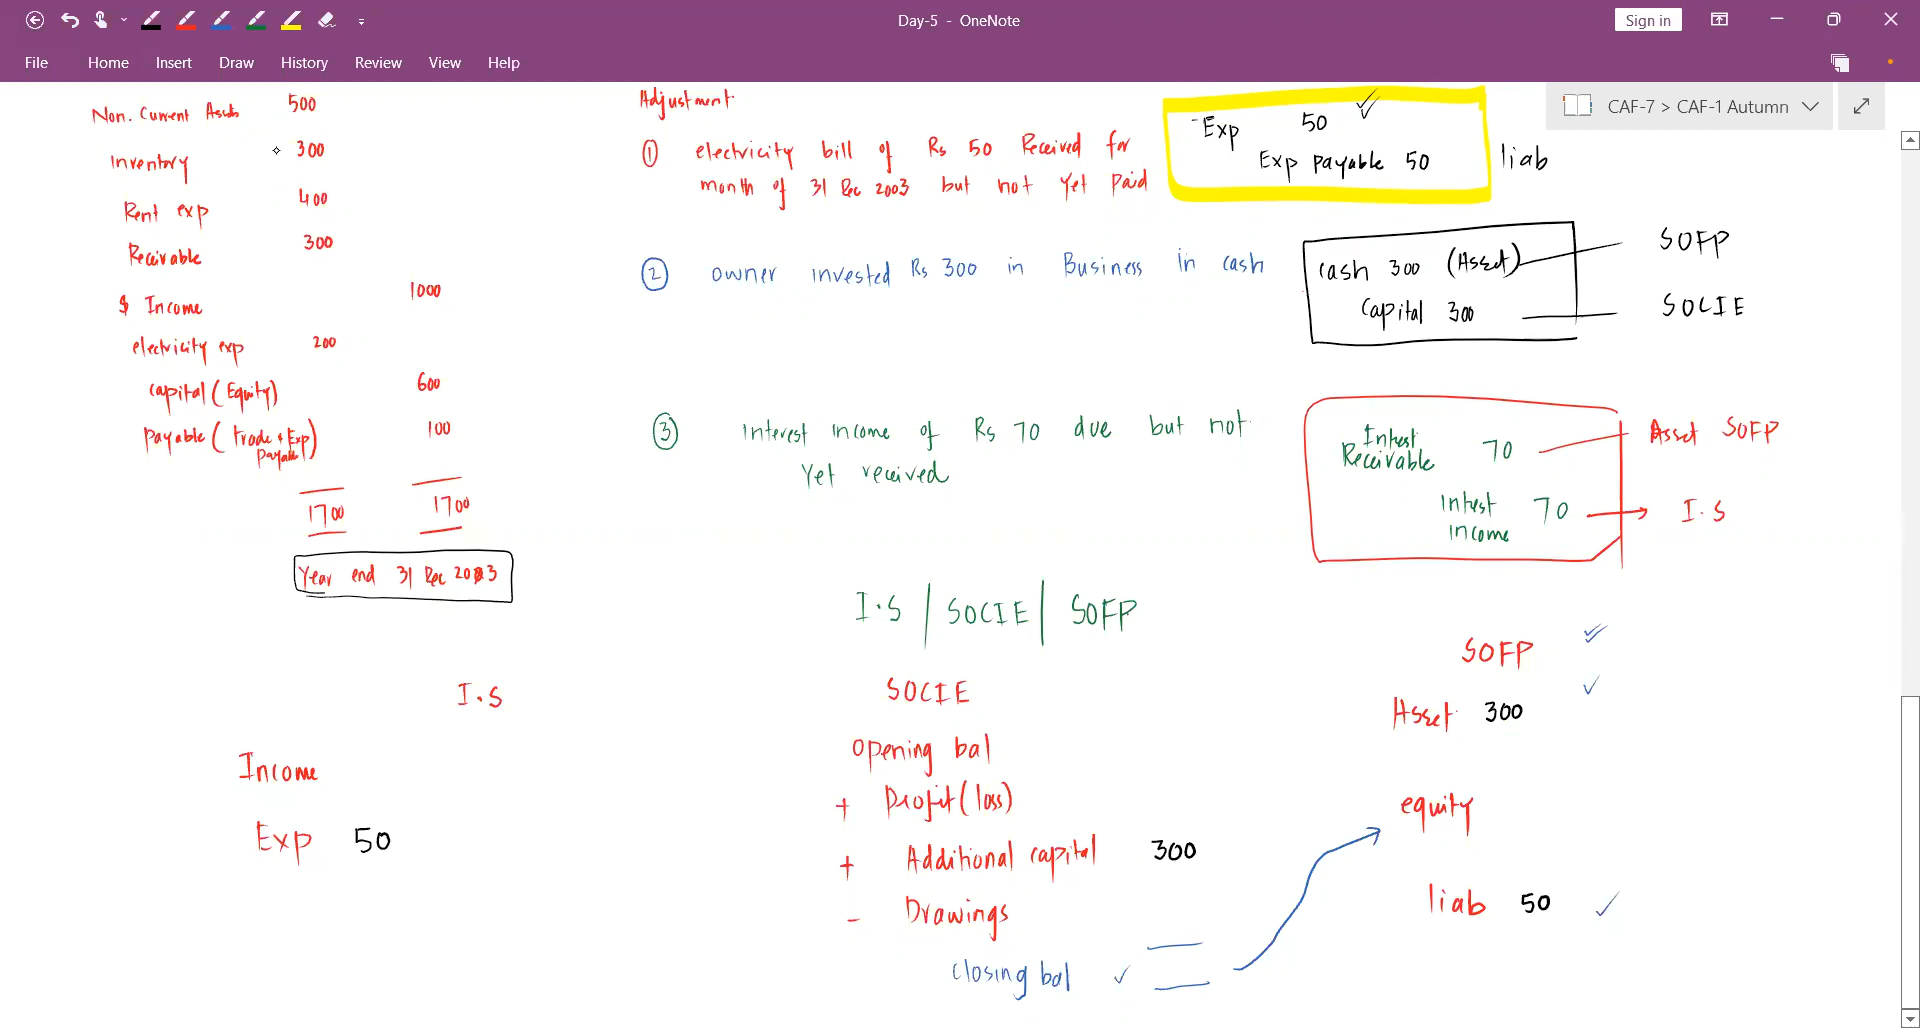 Day-5 - OneNote
Sign in
File Home Insert Draw History Review View Help
CAF-7 > CAF-1 Autumn
Non. Current Assets 500
Inventory 300
Rent exp 400
Receivable 300
$ Income 1000
electricity exp 200
Capital (Equity) 600
Payable (trade + Exp Payable) 100
1700 1700
Year end 31 Dec 2003
Adjustment
① electricity bill of Rs 50 Received for
month of 31 Dec 2003 but not yet paid
Exp 50
Exp payable 50
liab
② owner invested Rs 300 in Business in cash
Cash 300 (Asset)
Capital 300
SOFP
SOCIE
③ Interest income of Rs 70 due but not
Yet received
Intrest
Receivable 70
Intrest
income 70
Asset SOFP
I.S
I.S | SOCIE | SOFP
I.S
Income
Exp 50
SOCIE
Opening bal
+ Profit (loss)
+ Additional capital 300
- Drawings
closing bal
SOFP
Asset 300
equity
liab 50